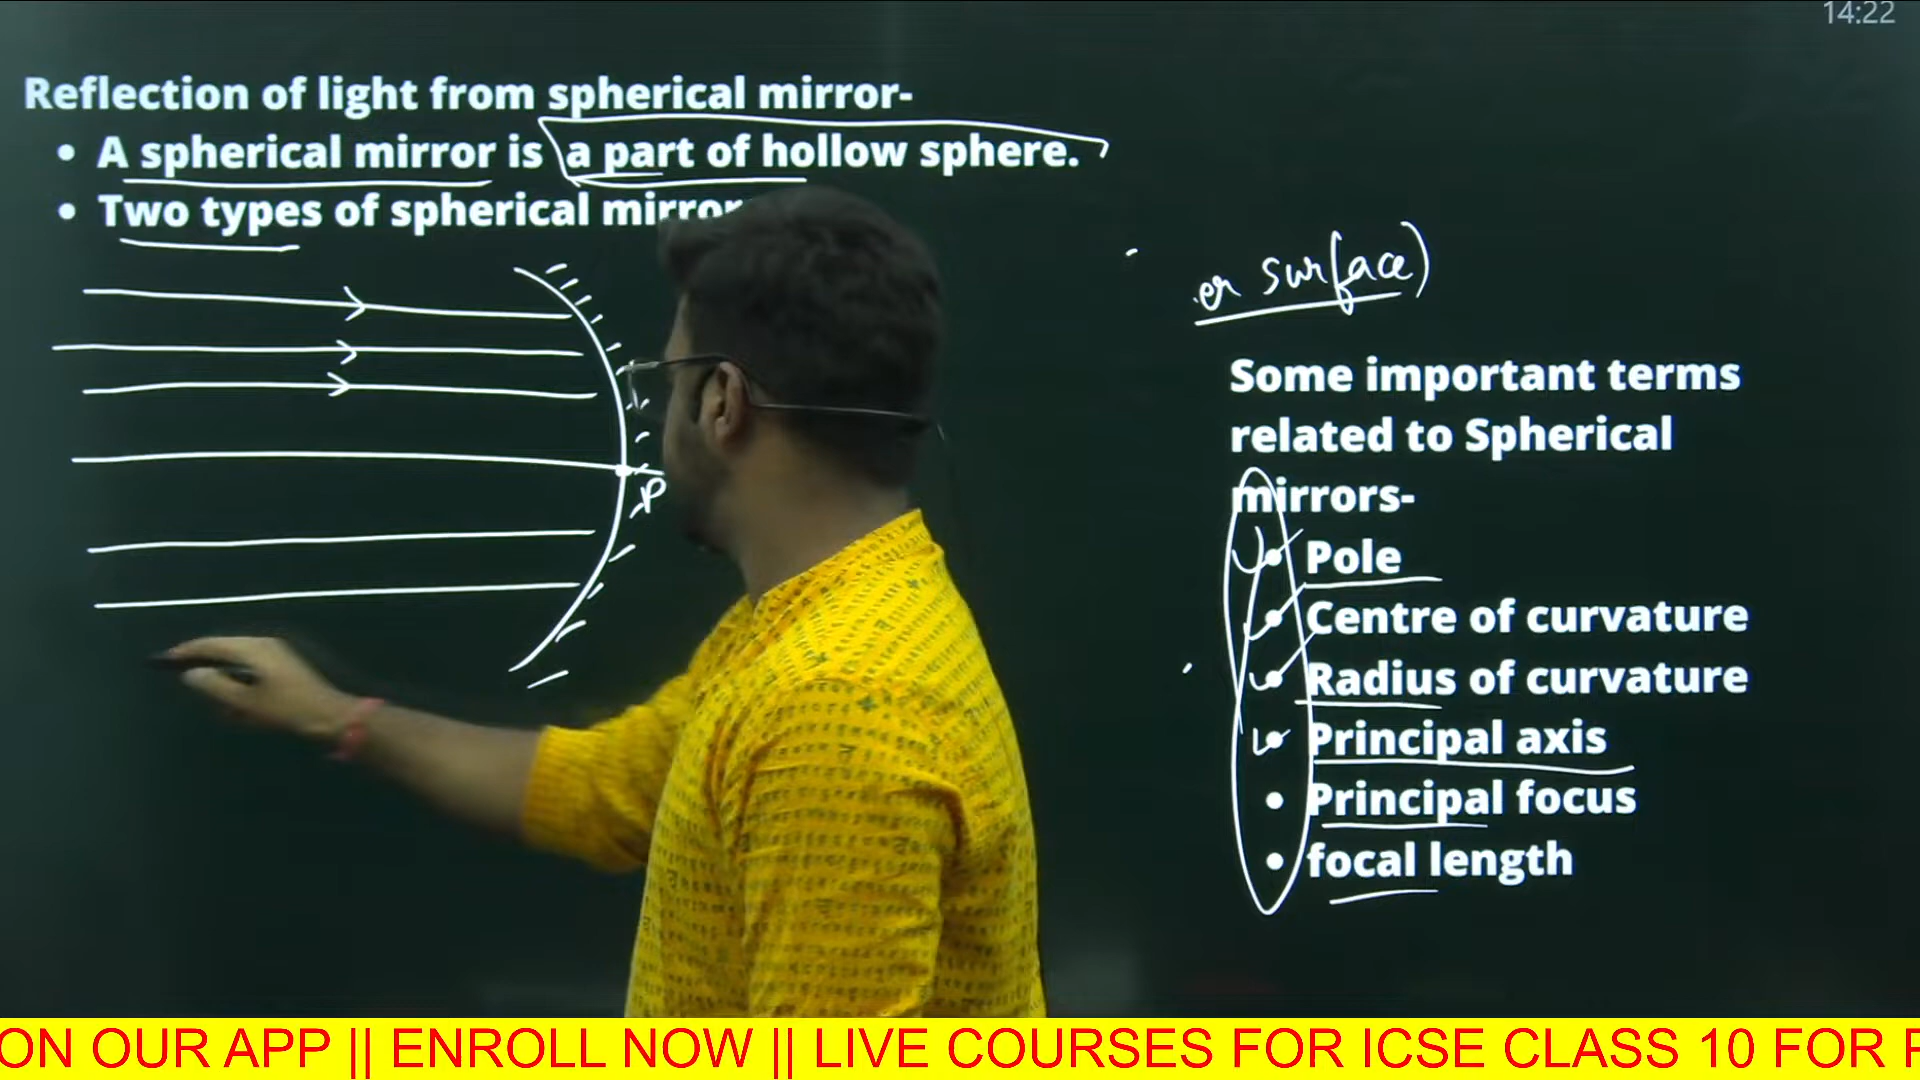 14:22
Reflection of light from spherical mirror-
• A spherical mirror is a part of hollow sphere.
• Two types of spherical mirror
er surface)
P
Some important terms
related to Spherical
mirrors-
• Pole
• Centre of curvature
• Radius of curvature
• Principal axis
• Principal focus
• focal length
ON OUR APP || ENROLL NOW || LIVE COURSES FOR ICSE CLASS 10 FOR F